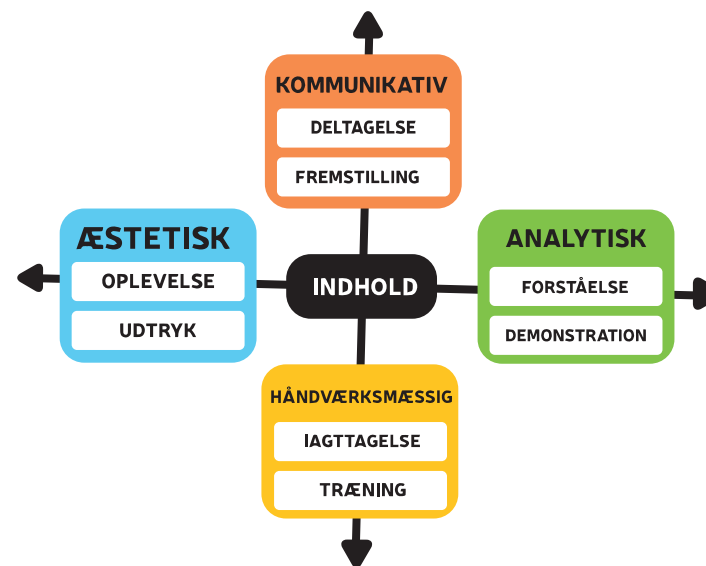 KOMMUNIKATIV
DELTAGELSE
FREMSTILLING
ÆSTETISK
OPLEVELSE
UDTRYK
INDHOLD
ANALYTISK
FORSTÅELSE
DEMONSTRATION
HÅNDVÆRKSMÆSSIG
IAGTTAGELSE
TRÆNING